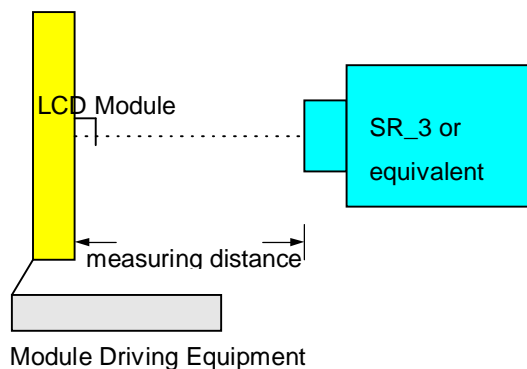 LCD Module
SR_3 or
equivalent
measuring distance
Module Driving Equipment